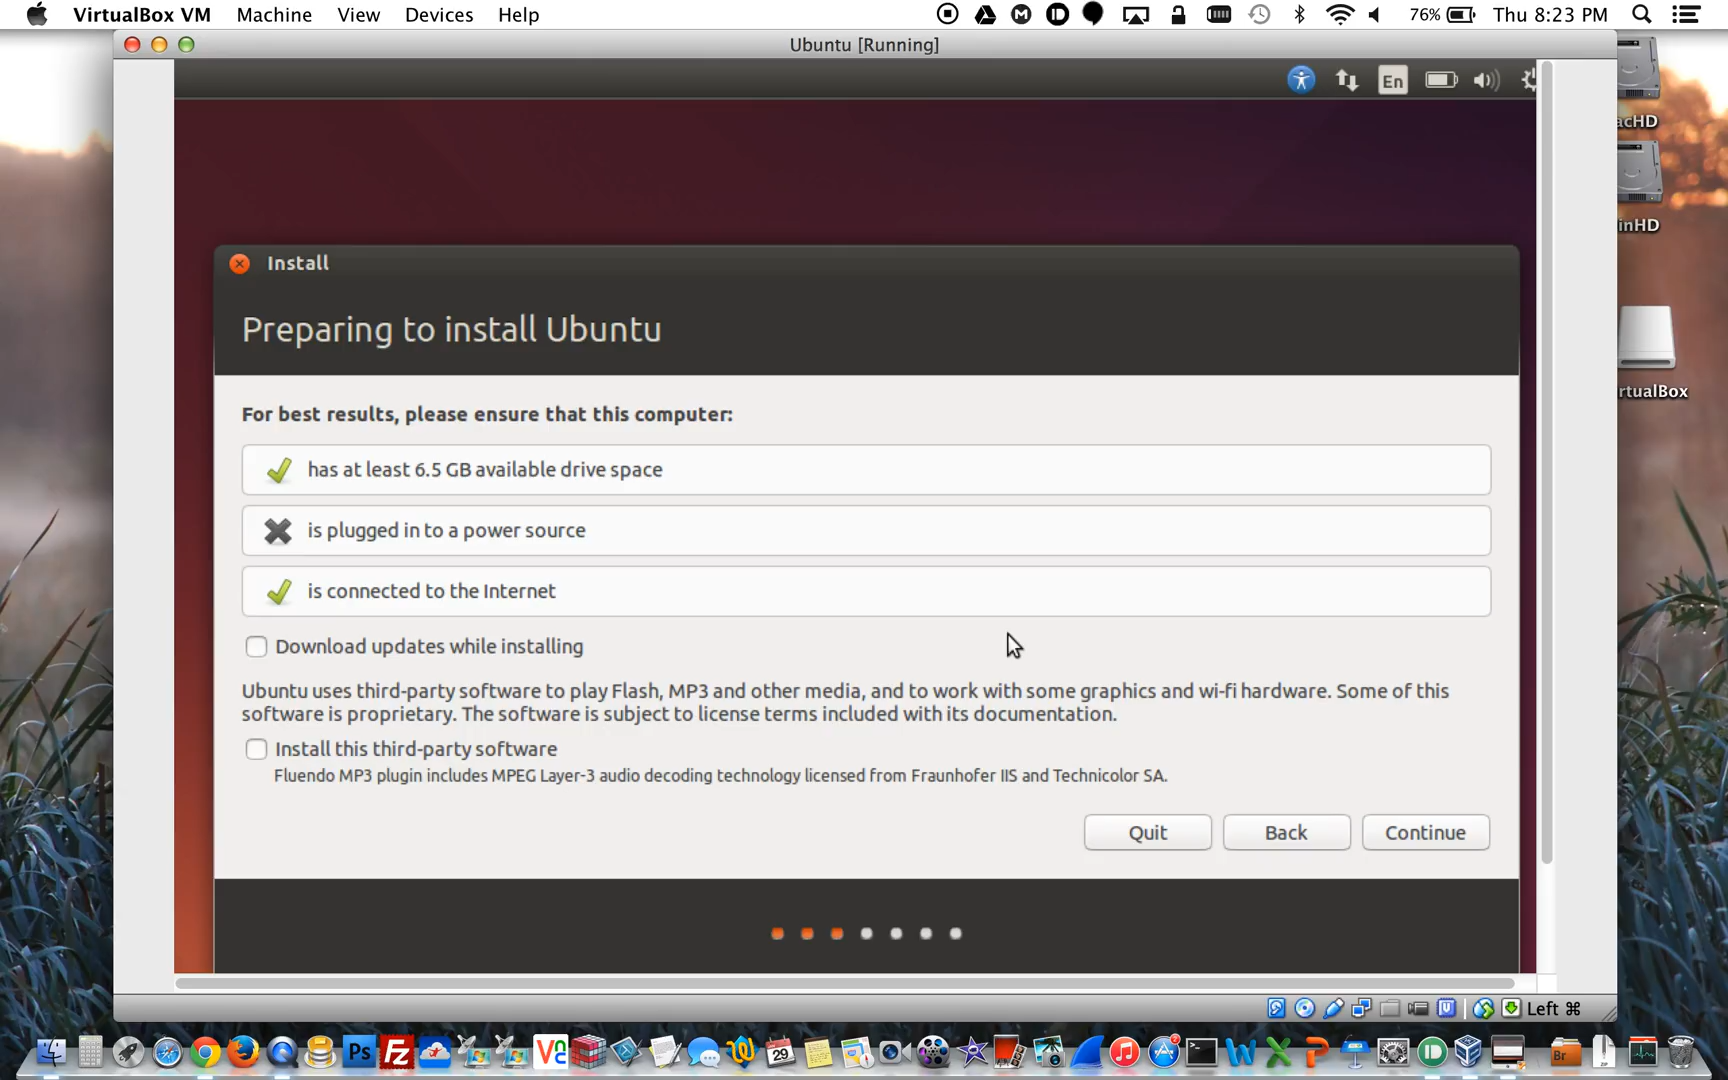 VirtualBox VM Machine View Devices Help 76% Thu 8:23 PM
Ubuntu [Running]
En
acHD
inHD
rtualBox
Install
Preparing to install Ubuntu
For best results, please ensure that this computer:
has at least 6.5 GB available drive space
is plugged in to a power source
is connected to the Internet
Download updates while installing
Ubuntu uses third-party software to play Flash, MP3 and other media, and to work with some graphics and wi-fi hardware. Some of this
software is proprietary. The software is subject to license terms included with its documentation.
Install this third-party software
Fluendo MP3 plugin includes MPEG Layer-3 audio decoding technology licensed from Fraunhofer IIS and Technicolor SA.
Quit Back Continue
Left ⌘
Ps FZ 29 W X P Br